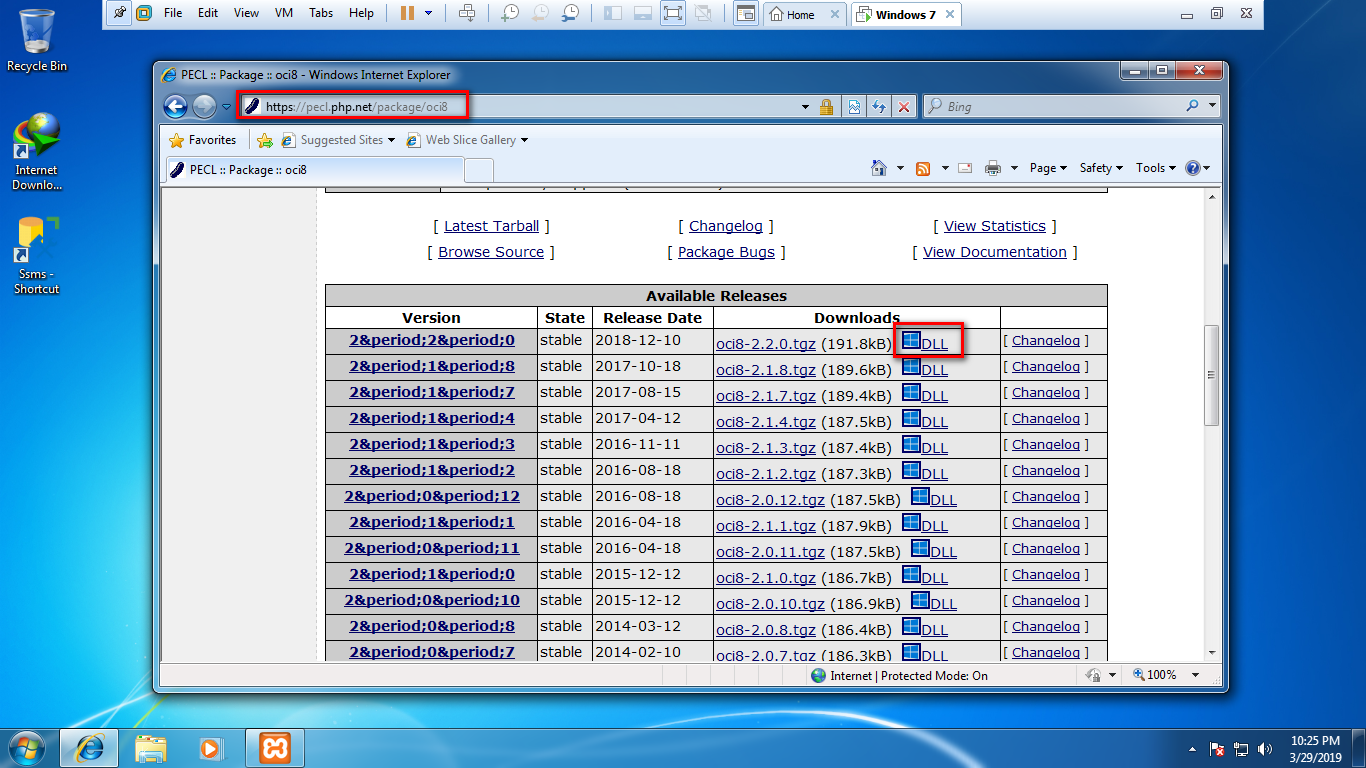 File Edit View VM Tabs Help Home Windows 7
Recycle Bin
Internet
Downlo...
Ssms -
Shortcut
PECL :: Package :: oci8 - Windows Internet Explorer
https://pecl.php.net/package/oci8 Bing
Favorites Suggested Sites Web Slice Gallery
PECL :: Package :: oci8 Page Safety Tools
[ Latest Tarball ] [ Changelog ] [ View Statistics ]
[ Browse Source ] [ Package Bugs ] [ View Documentation ]
Available Releases
Version State Release Date Downloads
2&period;2&period;0 stable 2018-12-10 oci8-2.2.0.tgz (191.8kB) DLL [ Changelog ]
2&period;1&period;8 stable 2017-10-18 oci8-2.1.8.tgz (189.6kB) DLL [ Changelog ]
2&period;1&period;7 stable 2017-08-15 oci8-2.1.7.tgz (189.4kB) DLL [ Changelog ]
2&period;1&period;4 stable 2017-04-12 oci8-2.1.4.tgz (187.5kB) DLL [ Changelog ]
2&period;1&period;3 stable 2016-11-11 oci8-2.1.3.tgz (187.4kB) DLL [ Changelog ]
2&period;1&period;2 stable 2016-08-18 oci8-2.1.2.tgz (187.3kB) DLL [ Changelog ]
2&period;0&period;12 stable 2016-08-18 oci8-2.0.12.tgz (187.5kB) DLL [ Changelog ]
2&period;1&period;1 stable 2016-04-18 oci8-2.1.1.tgz (187.9kB) DLL [ Changelog ]
2&period;0&period;11 stable 2016-04-18 oci8-2.0.11.tgz (187.5kB) DLL [ Changelog ]
2&period;1&period;0 stable 2015-12-12 oci8-2.1.0.tgz (186.7kB) DLL [ Changelog ]
2&period;0&period;10 stable 2015-12-12 oci8-2.0.10.tgz (186.9kB) DLL [ Changelog ]
2&period;0&period;8 stable 2014-03-12 oci8-2.0.8.tgz (186.4kB) DLL [ Changelog ]
2&period;0&period;7 stable 2014-02-10 oci8-2.0.7.tgz (186.3kB) DLL [ Changelog ]
Internet | Protected Mode: On 100%
10:25 PM
3/29/2019